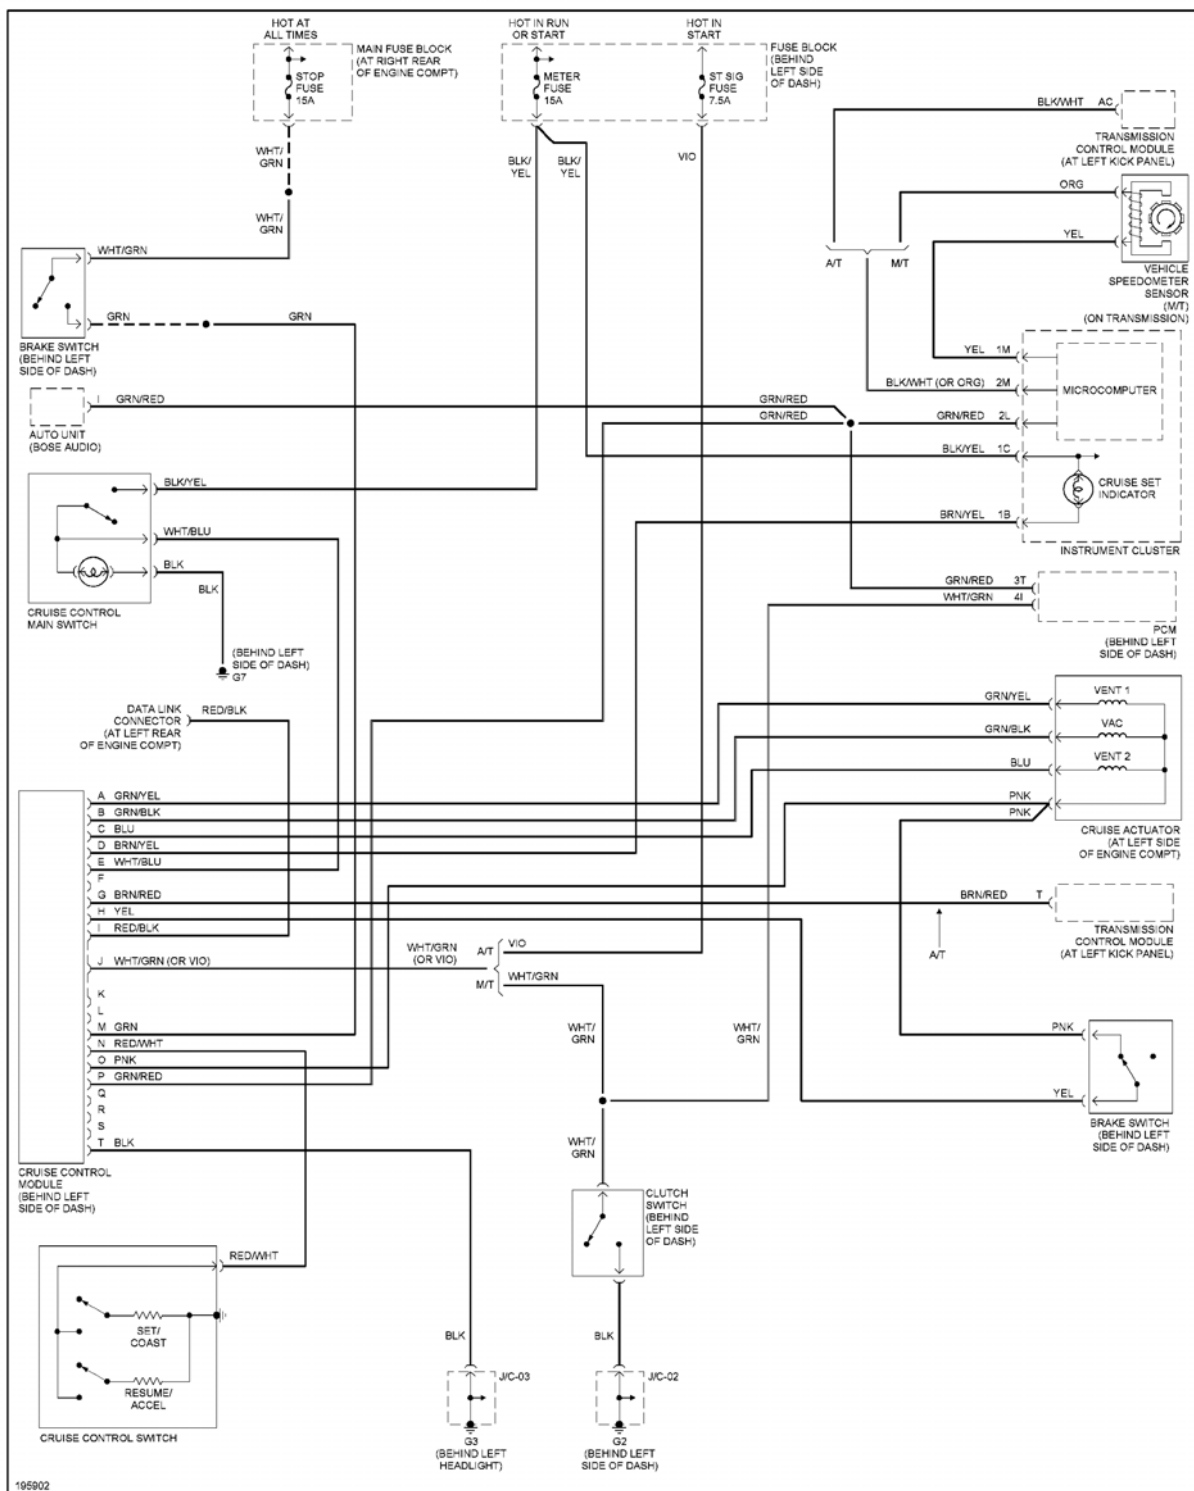 HOT AT
ALL TIMES
HOT IN RUN
OR START
HOT IN
START
MAIN FUSE BLOCK
(AT RIGHT REAR
OF ENGINE COMPT)
STOP
FUSE
15A
METER
FUSE
15A
ST SIG
FUSE
7.5A
FUSE BLOCK
(BEHIND
LEFT SIDE
OF DASH)
WHT/
GRN
WHT/
GRN
BLK/
YEL
BLK/
YEL
VIO
BLK/WHT AC
TRANSMISSION
CONTROL MODULE
(AT LEFT KICK PANEL)
ORG
YEL
A/T
M/T
VEHICLE
SPEEDOMETER
SENSOR
(M/T)
(ON TRANSMISSION)
WHT/GRN
GRN
GRN
BRAKE SWITCH
(BEHIND LEFT
SIDE OF DASH)
YEL 1M
BLK/WHT (OR ORG) 2M
GRN/RED 2L
BLK/YEL 1C
BRN/YEL 1B
MICROCOMPUTER
CRUISE SET
INDICATOR
INSTRUMENT CLUSTER
I GRN/RED
GRN/RED
GRN/RED
AUTO UNIT
(BOSE AUDIO)
BLK/YEL
WHT/BLU
BLK
BLK
CRUISE CONTROL
MAIN SWITCH
(BEHIND LEFT
SIDE OF DASH)
G7
GRN/RED 3T
WHT/GRN 4I
PCM
(BEHIND LEFT
SIDE OF DASH)
DATA LINK
CONNECTOR
(AT LEFT REAR
OF ENGINE COMPT)
RED/BLK
GRN/YEL
GRN/BLK
BLU
PNK
PNK
VENT 1
VAC
VENT 2
CRUISE ACTUATOR
(AT LEFT SIDE
OF ENGINE COMPT)
A GRN/YEL
B GRN/BLK
C BLU
D BRN/YEL
E WHT/BLU
F
G BRN/RED
H YEL
I RED/BLK
J WHT/GRN (OR VIO)
K
L
M GRN
N RED/WHT
O PNK
P GRN/RED
Q
R
S
T BLK
CRUISE CONTROL
MODULE
(BEHIND LEFT
SIDE OF DASH)
WHT/GRN
(OR VIO)
A/T
VIO
M/T
WHT/GRN
BRN/RED T
A/T
TRANSMISSION
CONTROL MODULE
(AT LEFT KICK PANEL)
WHT/
GRN
WHT/
GRN
PNK
YEL
BRAKE SWITCH
(BEHIND LEFT
SIDE OF DASH)
WHT/
GRN
CLUTCH
SWITCH
(BEHIND
LEFT SIDE
OF DASH)
RED/WHT
SET/
COAST
RESUME/
ACCEL
CRUISE CONTROL SWITCH
BLK
BLK
J/C-03
J/C-02
G3
(BEHIND LEFT
HEADLIGHT)
G2
(BEHIND LEFT
SIDE OF DASH)
195902